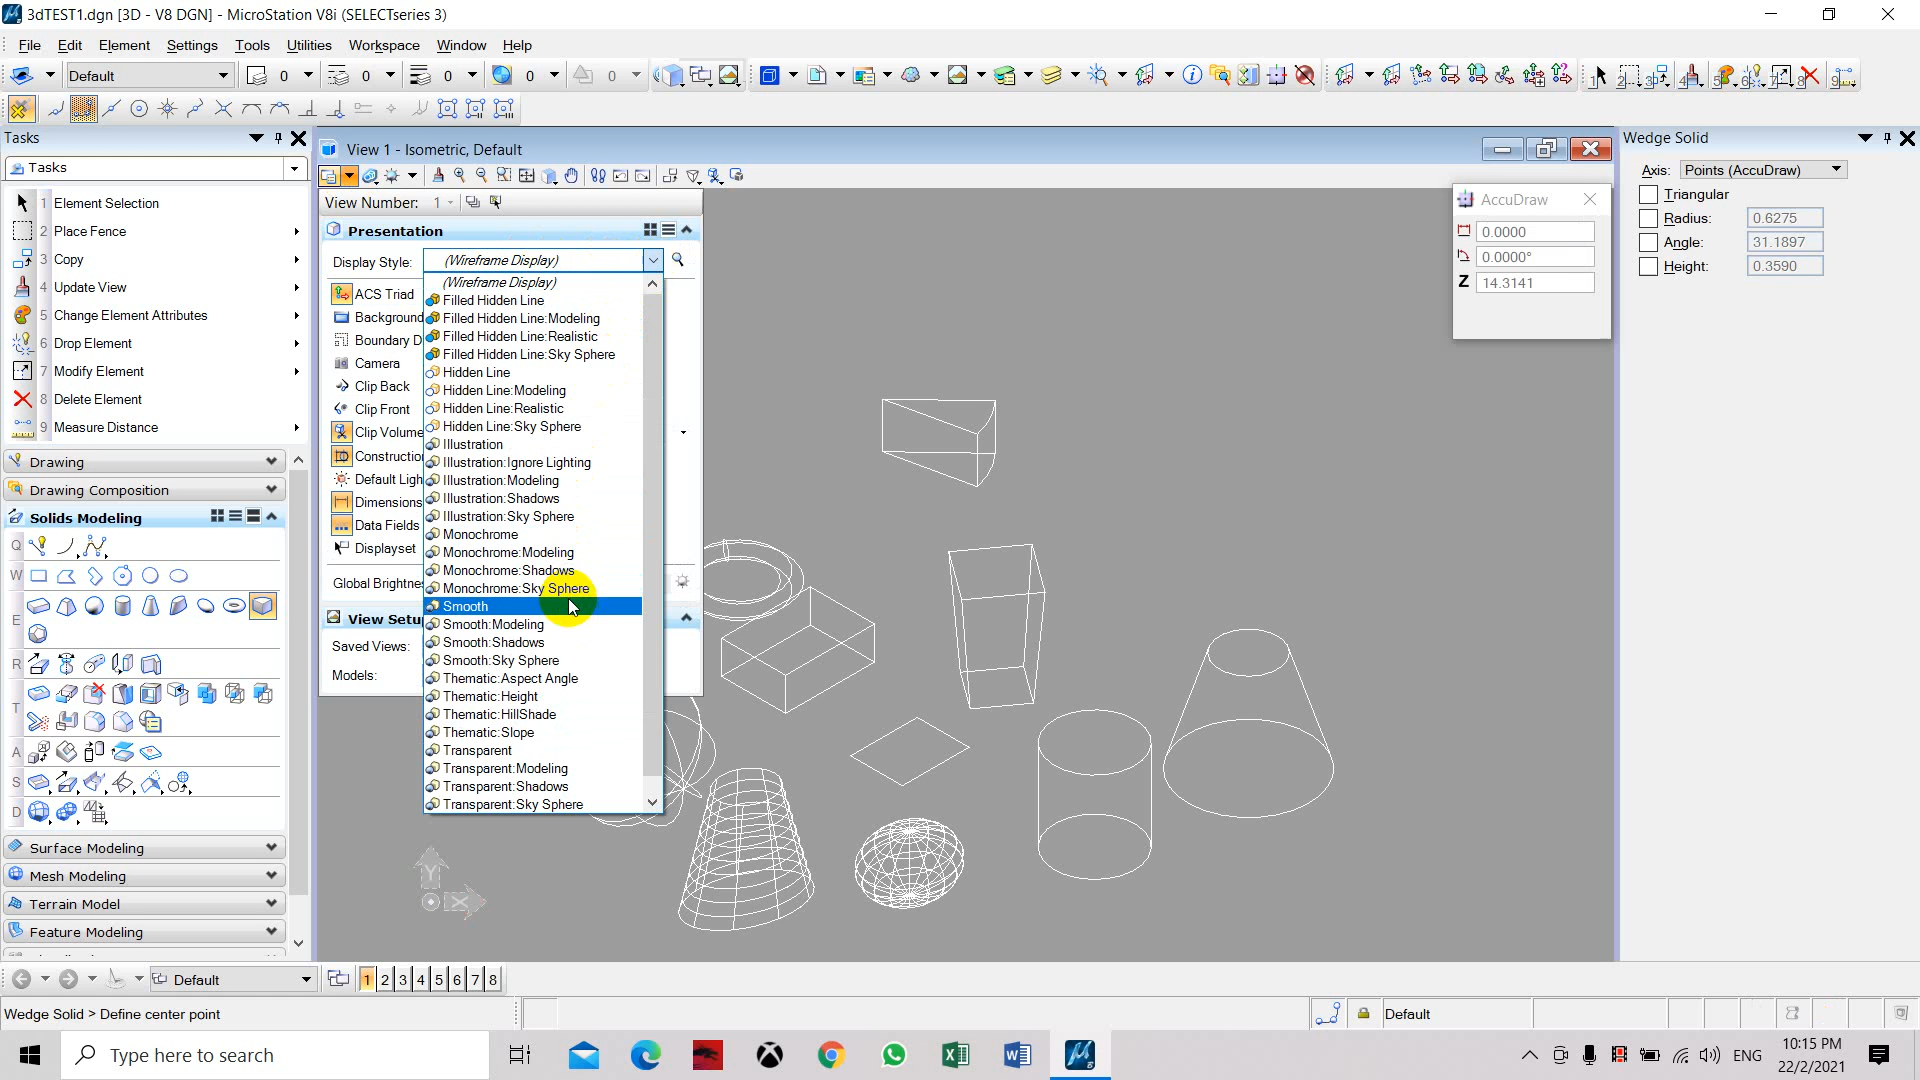 3dTEST1.dgn [3D - V8 DGN] - MicroStation V8i (SELECTseries 3)
File Edit Element Settings Tools Utilities Workspace Window Help
Default 0 0 0 0 0
1 2 3 4 5 6 7 8 9
Tasks
Tasks
1 Element Selection
2 Place Fence
3 Copy
4 Update View
5 Change Element Attributes
6 Drop Element
7 Modify Element
8 Delete Element
9 Measure Distance
Drawing
Drawing Composition
Solids Modeling
Q
W
E
R
T
A
S
D
Surface Modeling
Mesh Modeling
Terrain Model
Feature Modeling
View 1 - Isometric, Default
View Number: 1
Presentation
Display Style: (Wireframe Display)
(Wireframe Display)
Filled Hidden Line
Filled Hidden Line:Modeling
Filled Hidden Line:Realistic
Filled Hidden Line:Sky Sphere
Hidden Line
Hidden Line:Modeling
Hidden Line:Realistic
Hidden Line:Sky Sphere
Illustration
Illustration:Ignore Lighting
Illustration:Modeling
Illustration:Shadows
Illustration:Sky Sphere
Monochrome
Monochrome:Modeling
Monochrome:Shadows
Monochrome:Sky Sphere
Smooth
Smooth:Modeling
Smooth:Shadows
Smooth:Sky Sphere
Thematic:Aspect Angle
Thematic:Height
Thematic:HillShade
Thematic:Slope
Transparent
Transparent:Modeling
Transparent:Shadows
Transparent:Sky Sphere
ACS Triad
Background
Boundary D
Camera
Clip Back
Clip Front
Clip Volume
Constructio
Default Ligh
Dimensions
Data Fields
Displayset
Global Brightne
View Setu
Saved Views:
Models:
Y
X
AccuDraw
0.0000
0.0000°
Z 14.3141
Wedge Solid
Axis: Points (AccuDraw)
Triangular
Radius: 0.6275
Angle: 31.1897
Height: 0.3590
Default 1 2 3 4 5 6 7 8
Wedge Solid > Define center point
Default
Type here to search
ENG
10:15 PM
22/2/2021